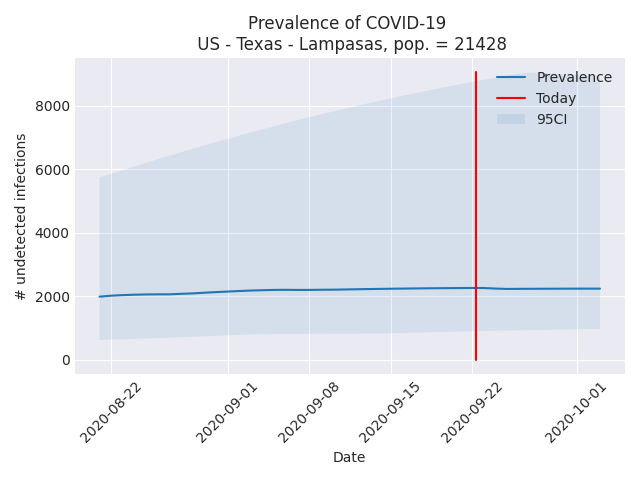 Prevalence of COVID-19
US - Texas - Lampasas, pop. = 21428
Prevalence
Today
95CI
# undetected infections
8000
6000
4000
2000
0
2020-08-22
2020-09-01
2020-09-08
2020-09-15
2020-09-22
2020-10-01
Date